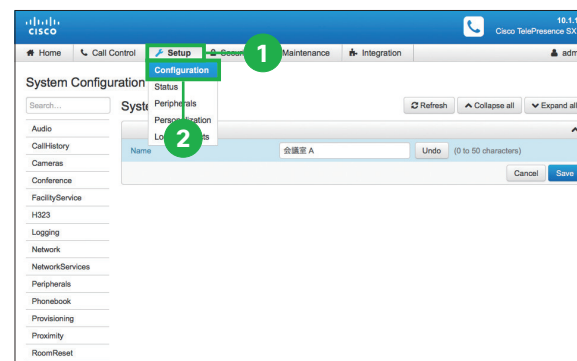 CISCO
10.1.1
Cisco TelePresence SX
Home
Call Control
Setup
1
Maintenance
Integration
adm
System Configuration
Configuration
Status
Search...
Peripherals
Refresh
Collapse all
Expand all
Personalization
2
Name
会議室 A
Undo
(0 to 50 characters)
Cancel
Save
Audio
CallHistory
Cameras
Conference
FacilityService
H323
Logging
Network
NetworkServices
Peripherals
Phonebook
Provisioning
Proximity
RoomReset